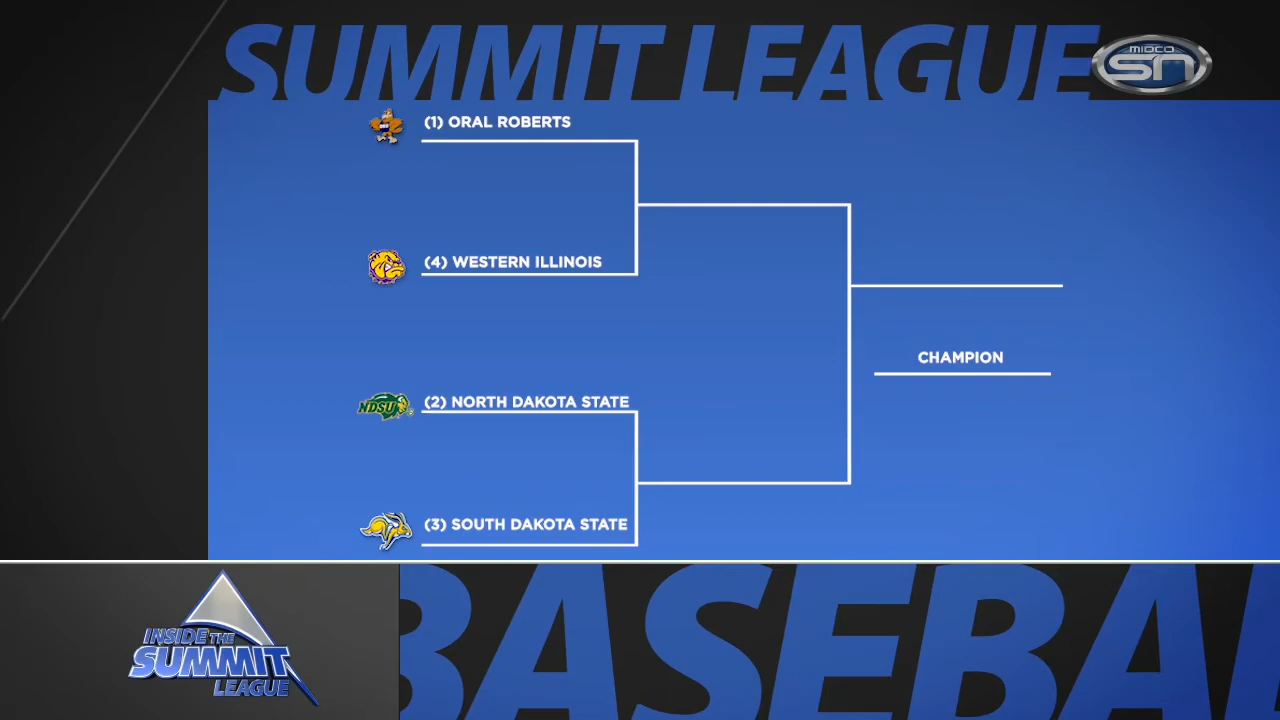 SUMMIT LEAGUE
MIDCO
SN
(1) ORAL ROBERTS
(4) WESTERN ILLINOIS
CHAMPION
NDSU
(2) NORTH DAKOTA STATE
(3) SOUTH DAKOTA STATE
INSIDE THE
SUMMIT
LEAGUE
BASEBAL